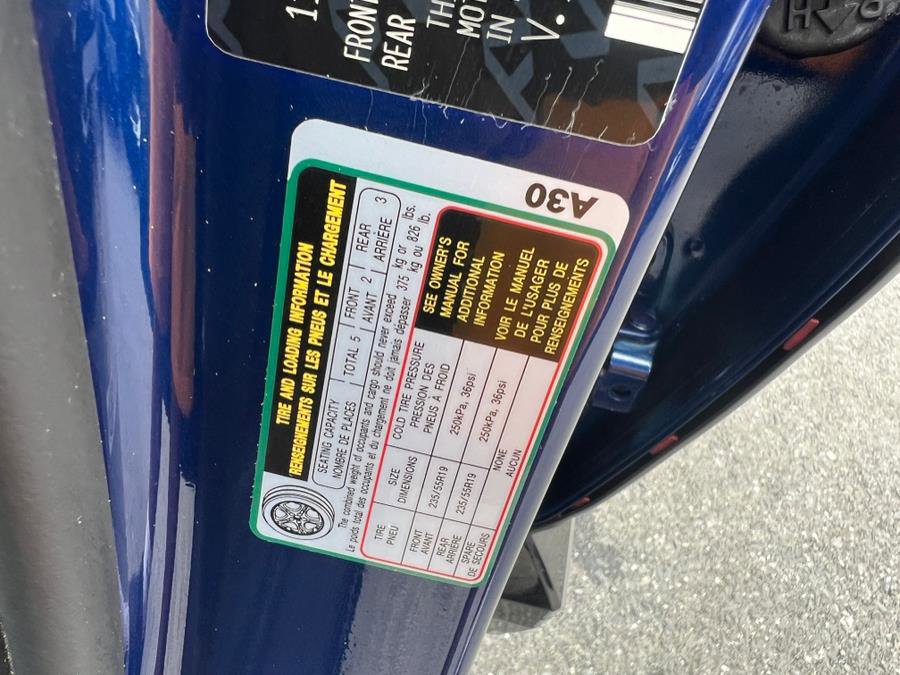 11
FRONT
REAR
TH
MOT
IN
V.
A30
TIRE AND LOADING INFORMATION
RENSEIGNEMENTS SUR LES PNEUS ET LE CHARGEMENT
SEATING CAPACITY
NOMBRE DE PLACES
TOTAL 5
FRONT
AVANT 2
REAR
ARRIÈRE 3
The combined weight of occupants and cargo should never exceed 375 kg or 826 lbs.
Le poids total des occupants et du chargement ne doit jamais dépasser 375 kg ou 826 lb.
TIRE
PNEU
SIZE
DIMENSIONS
COLD TIRE PRESSURE
PRESSION DES
PNEUS À FROID
FRONT
AVANT
235/55R19
250kPa, 36psi
REAR
ARRIÈRE
235/55R19
250kPa, 36psi
SPARE
DE SECOURS
NONE
AUCUN
SEE OWNER'S
MANUAL FOR
ADDITIONAL
INFORMATION
VOIR LE MANUEL
DE L'USAGER
POUR PLUS DE
RENSEIGNEMENTS